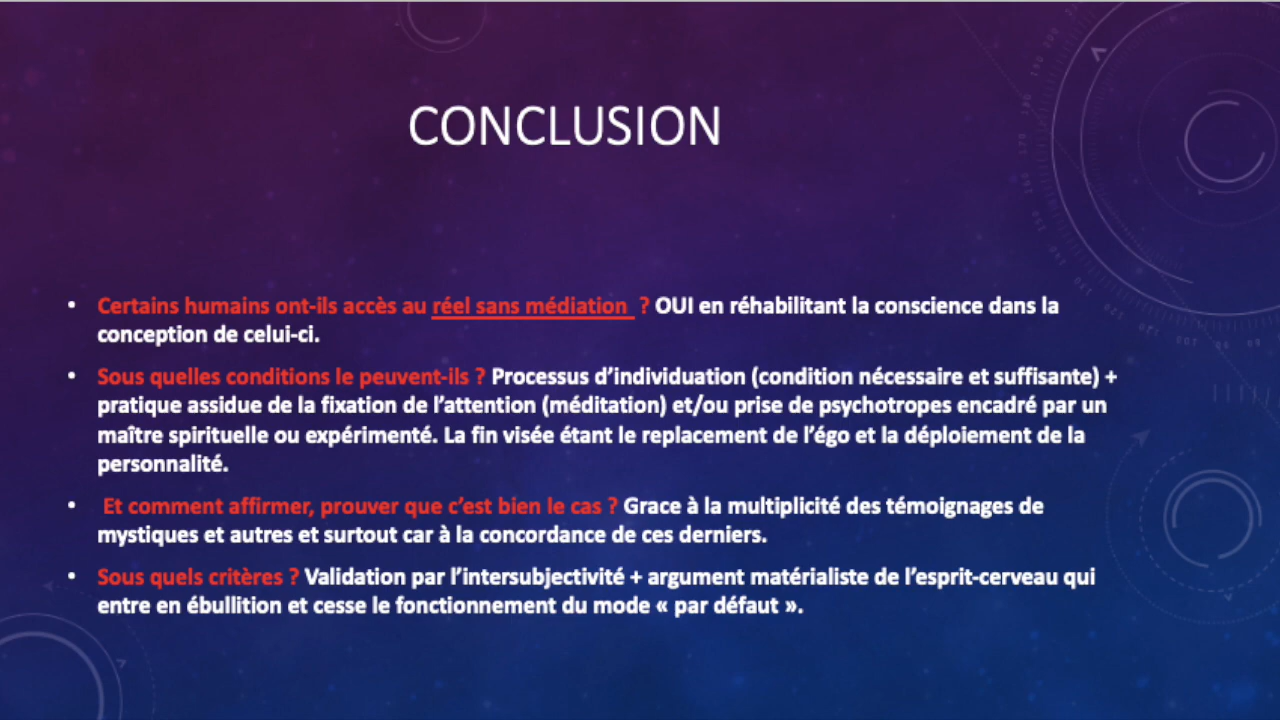 CONCLUSION
• Certains humains ont-ils accès au réel sans médiation ? OUI en réhabilitant la conscience dans la
conception de celui-ci.
• Sous quelles conditions le peuvent-ils ? Processus d’individuation (condition nécessaire et suffisante) +
pratique assidue de la fixation de l’attention (méditation) et/ou prise de psychotropes encadré par un
maître spirituelle ou expérimenté. La fin visée étant le replacement de l’égo et la déploiement de la
personnalité.
• Et comment affirmer, prouver que c’est bien le cas ? Grace à la multiplicité des témoignages de
mystiques et autres et surtout car à la concordance de ces derniers.
• Sous quels critères ? Validation par l’intersubjectivité + argument matérialiste de l’esprit-cerveau qui
entre en ébullition et cesse le fonctionnement du mode « par défaut ».